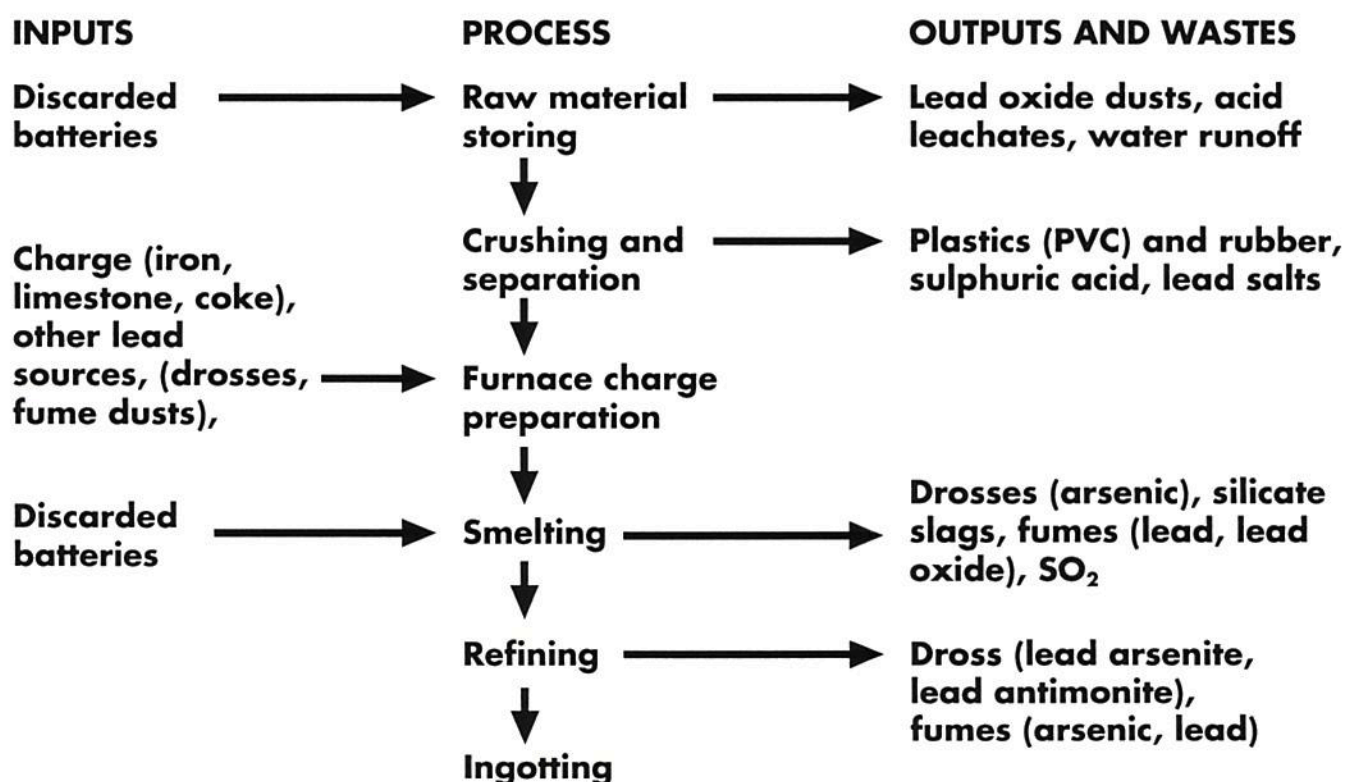 INPUTS
PROCESS
OUTPUTS AND WASTES
Discarded
batteries
Raw material
storing
Lead oxide dusts, acid
leachates, water runoff
Crushing and
separation
Plastics (PVC) and rubber,
sulphuric acid, lead salts
Charge (iron,
limestone, coke),
other lead
sources, (drosses,
fume dusts),
Furnace charge
preparation
Discarded
batteries
Smelting
Drosses (arsenic), silicate
slags, fumes (lead, lead
oxide), SO₂
Refining
Dross (lead arsenite,
lead antimonite),
fumes (arsenic, lead)
Ingotting